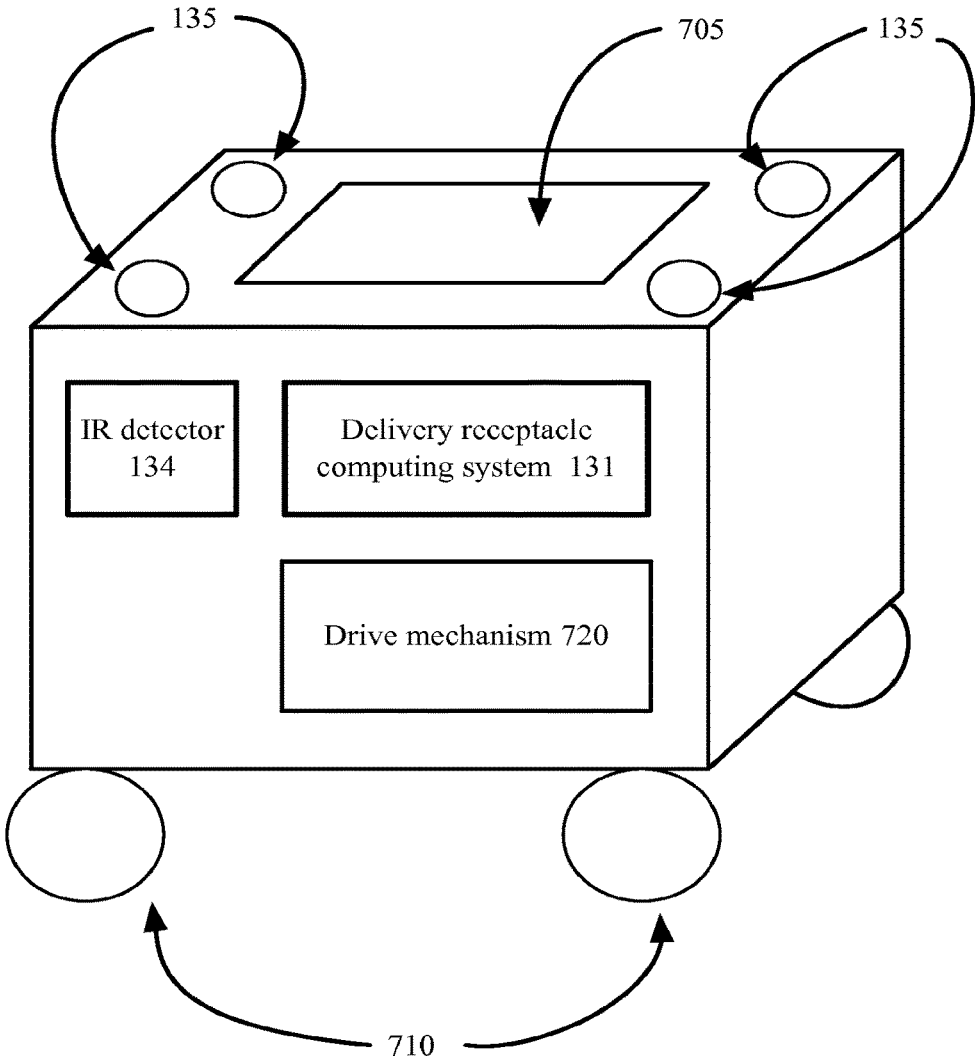 135
705
135
IR detector
134
Delivery receptacle
computing system 131
Drive mechanism 720
710